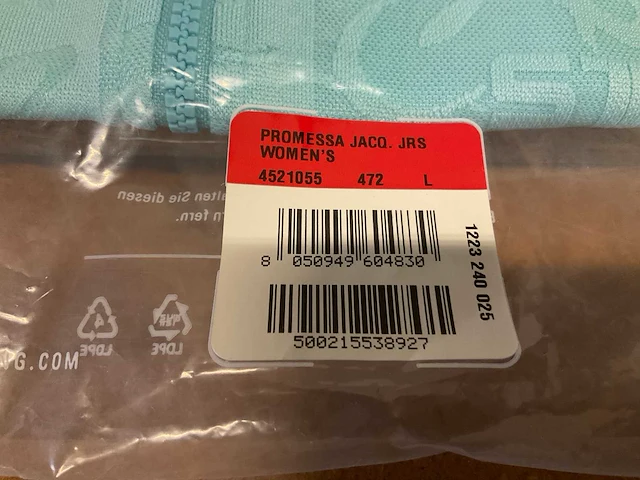 PROMESSA JACQ. JRS
WOMEN'S
4521055 472 L
8 050949 604830
500215538927
1223 240 025
alten Sie diesen
n fern.
LDPE
LDPE
G.COM